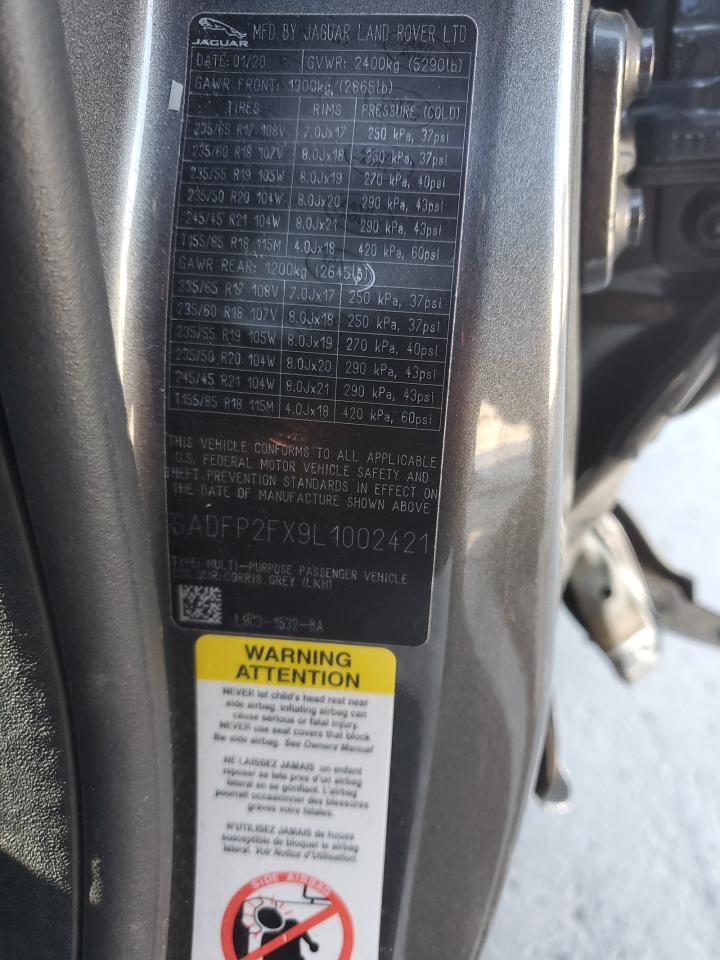 JAGUAR
MFD BY JAGUAR LAND ROVER LTD
DATE: 01/20 GVWR: 2400kg (5290lb)
GAWR FRONT: 1300kg, (2865lb)
TIRES RIMS PRESSURE (COLD)
235/65 R17 108V 7.0Jx17 250 kPa, 37psi
235/60 R18 107V 8.0Jx18 250 kPa, 37psi
235/55 R19 105W 8.0Jx19 270 kPa, 40psi
235/50 R20 104W 8.0Jx20 290 kPa, 43psi
245/45 R21 104W 8.0Jx21 290 kPa, 43psi
T155/85 R18 115M 4.0Jx18 420 kPa, 60psi
GAWR REAR: 1200kg (2645lb)
235/65 R17 108V 7.0Jx17 250 kPa, 37psi
235/60 R18 107V 8.0Jx18 250 kPa, 37psi
235/55 R19 105W 8.0Jx19 270 kPa, 40psi
235/50 R20 104W 8.0Jx20 290 kPa, 43psi
245/45 R21 104W 8.0Jx21 290 kPa, 43psi
T155/85 R18 115M 4.0Jx18 420 kPa, 60psi
THIS VEHICLE CONFORMS TO ALL APPLICABLE
U.S. FEDERAL MOTOR VEHICLE SAFETY AND
THEFT PREVENTION STANDARDS IN EFFECT ON
THE DATE OF MANUFACTURE SHOWN ABOVE
SADFP2FX9L1002421
TYPE: MULTI-PURPOSE PASSENGER VEHICLE
COLOUR: CORRIS GREY (LKH)
L8C3-1532-BA
WARNING
ATTENTION
NEVER let child's head rest near
side airbag. Inflating airbag can
cause serious or fatal injury.
NEVER use seat covers that block
the side airbag. See Owners Manual
NE LAISSEZ JAMAIS un enfant
reposer sa tete pres d'un airbag
lateral en se gonflant. L'airbag
pourrait occasionner des blessures
graves voire fatales.
N'UTILISEZ JAMAIS de housse
susceptible de bloquer le airbag
lateral. Voir Notice d'Utilisation.
SIDE AIRBAG